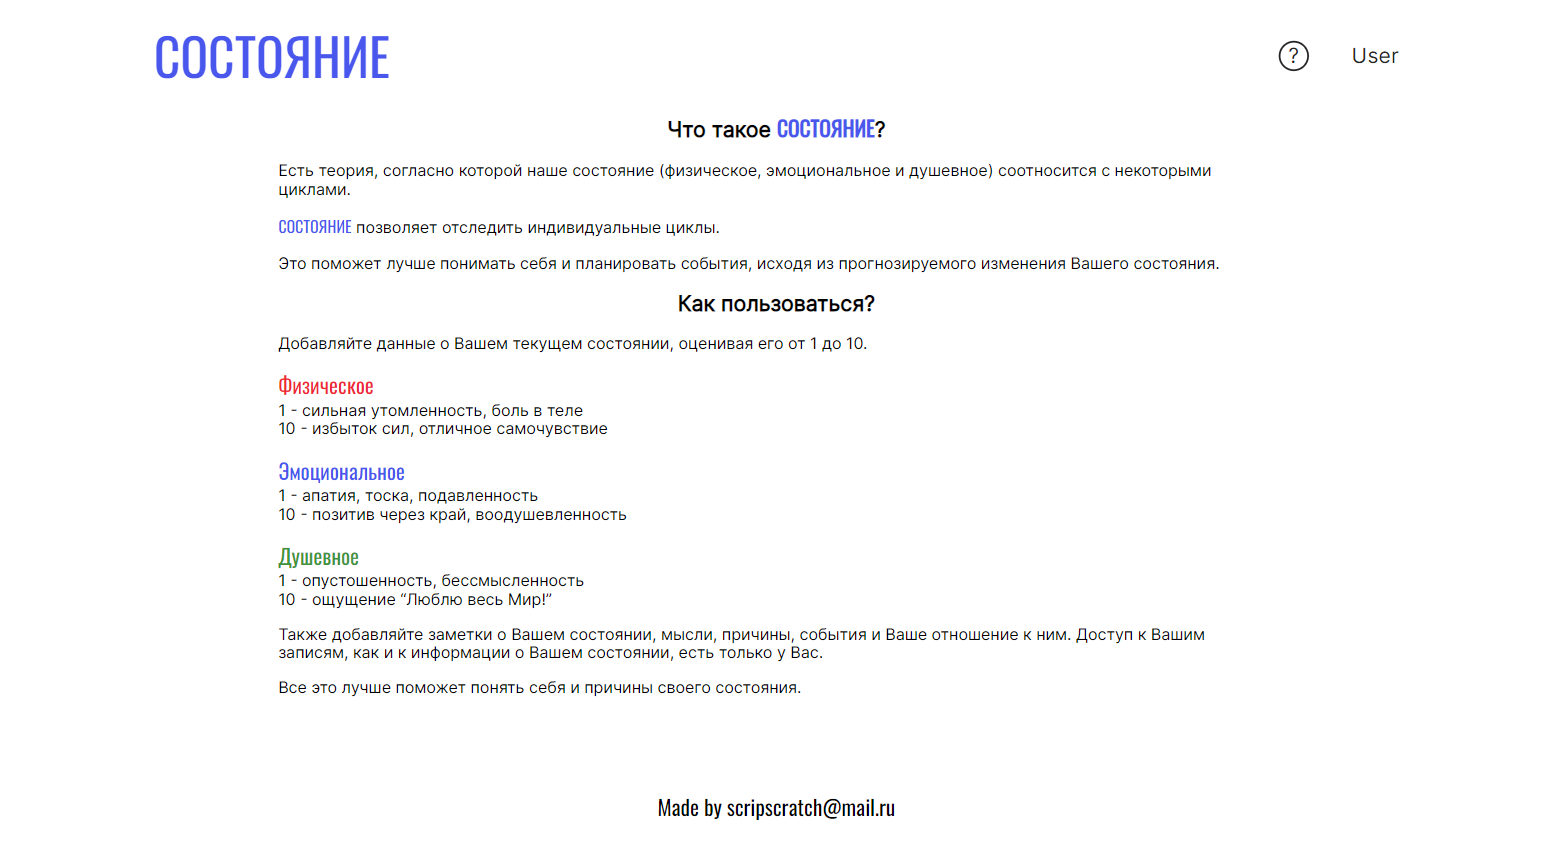 СОСТОЯНИЕ
?
User
Что такое СОСТОЯНИЕ?
Есть теория, согласно которой наше состояние (физическое, эмоциональное и душевное) соотносится с некоторыми
циклами.
СОСТОЯНИЕ позволяет отследить индивидуальные циклы.
Это поможет лучше понимать себя и планировать события, исходя из прогнозируемого изменения Вашего состояния.
Как пользоваться?
Добавляйте данные о Вашем текущем состоянии, оценивая его от 1 до 10.
Физическое
1 - сильная утомленность, боль в теле
10 - избыток сил, отличное самочувствие
Эмоциональное
1 - апатия, тоска, подавленность
10 - позитив через край, воодушевленность
Душевное
1 - опустошенность, бессмысленность
10 - ощущение “Люблю весь Мир!”
Также добавляйте заметки о Вашем состоянии, мысли, причины, события и Ваше отношение к ним. Доступ к Вашим
записям, как и к информации о Вашем состоянии, есть только у Вас.
Все это лучше поможет понять себя и причины своего состояния.
Made by scripscratch@mail.ru